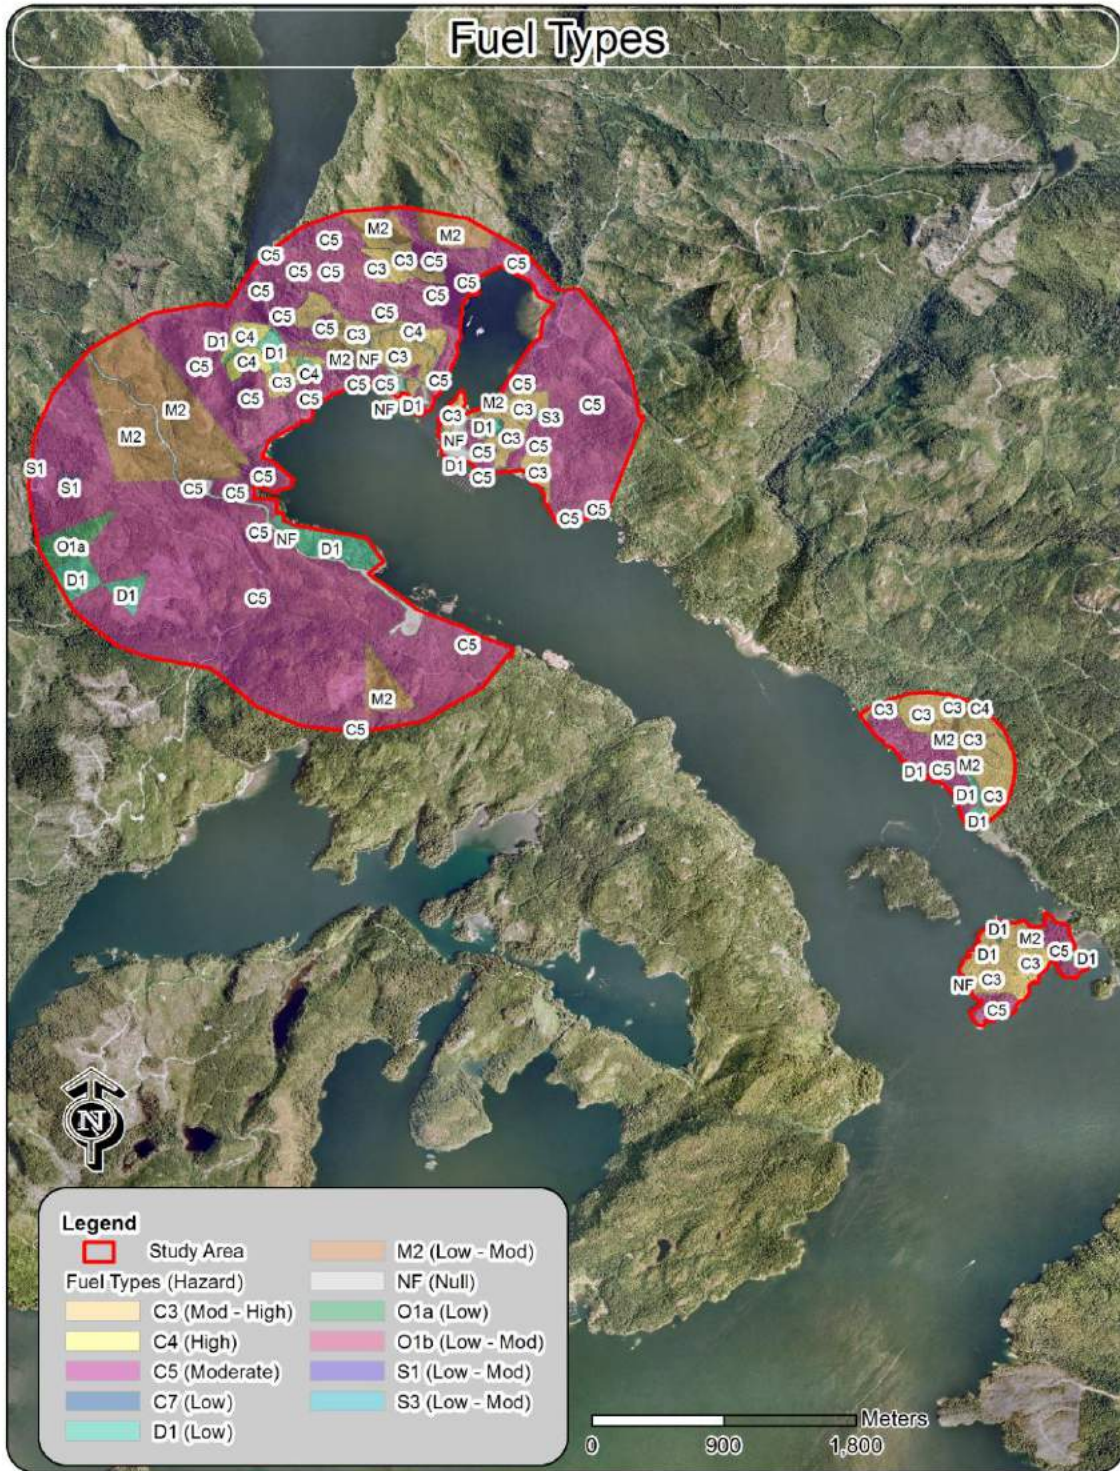 Fuel Types
M2
C5
M2
C5
C3
C5
C5
C5
C5
C3
C5
C5
C5
C5
C5
C5
C3
C4
D1
C4
C4
D1
M2
NF
C3
C5
C3
C4
C5
C5
C5
C5
C5
NF
D1
C5
M2
C3
S3
C5
C3
D1
C3
NF
C5
C5
D1
C5
C3
C5
C5
M2
M2
S1
S1
C5
C5
C5
C5
NF
D1
O1a
D1
D1
C5
C5
M2
C5
C3
C3
C3
C4
M2
C3
D1
C5
M2
D1
C3
D1
D1
M2
D1
C5
D1
C3
NF
C3
C5
N
Legend
Study Area
Fuel Types (Hazard)
C3 (Mod - High)
C4 (High)
C5 (Moderate)
C7 (Low)
D1 (Low)
M2 (Low - Mod)
NF (Null)
O1a (Low)
O1b (Low - Mod)
S1 (Low - Mod)
S3 (Low - Mod)
Meters
0 900 1,800